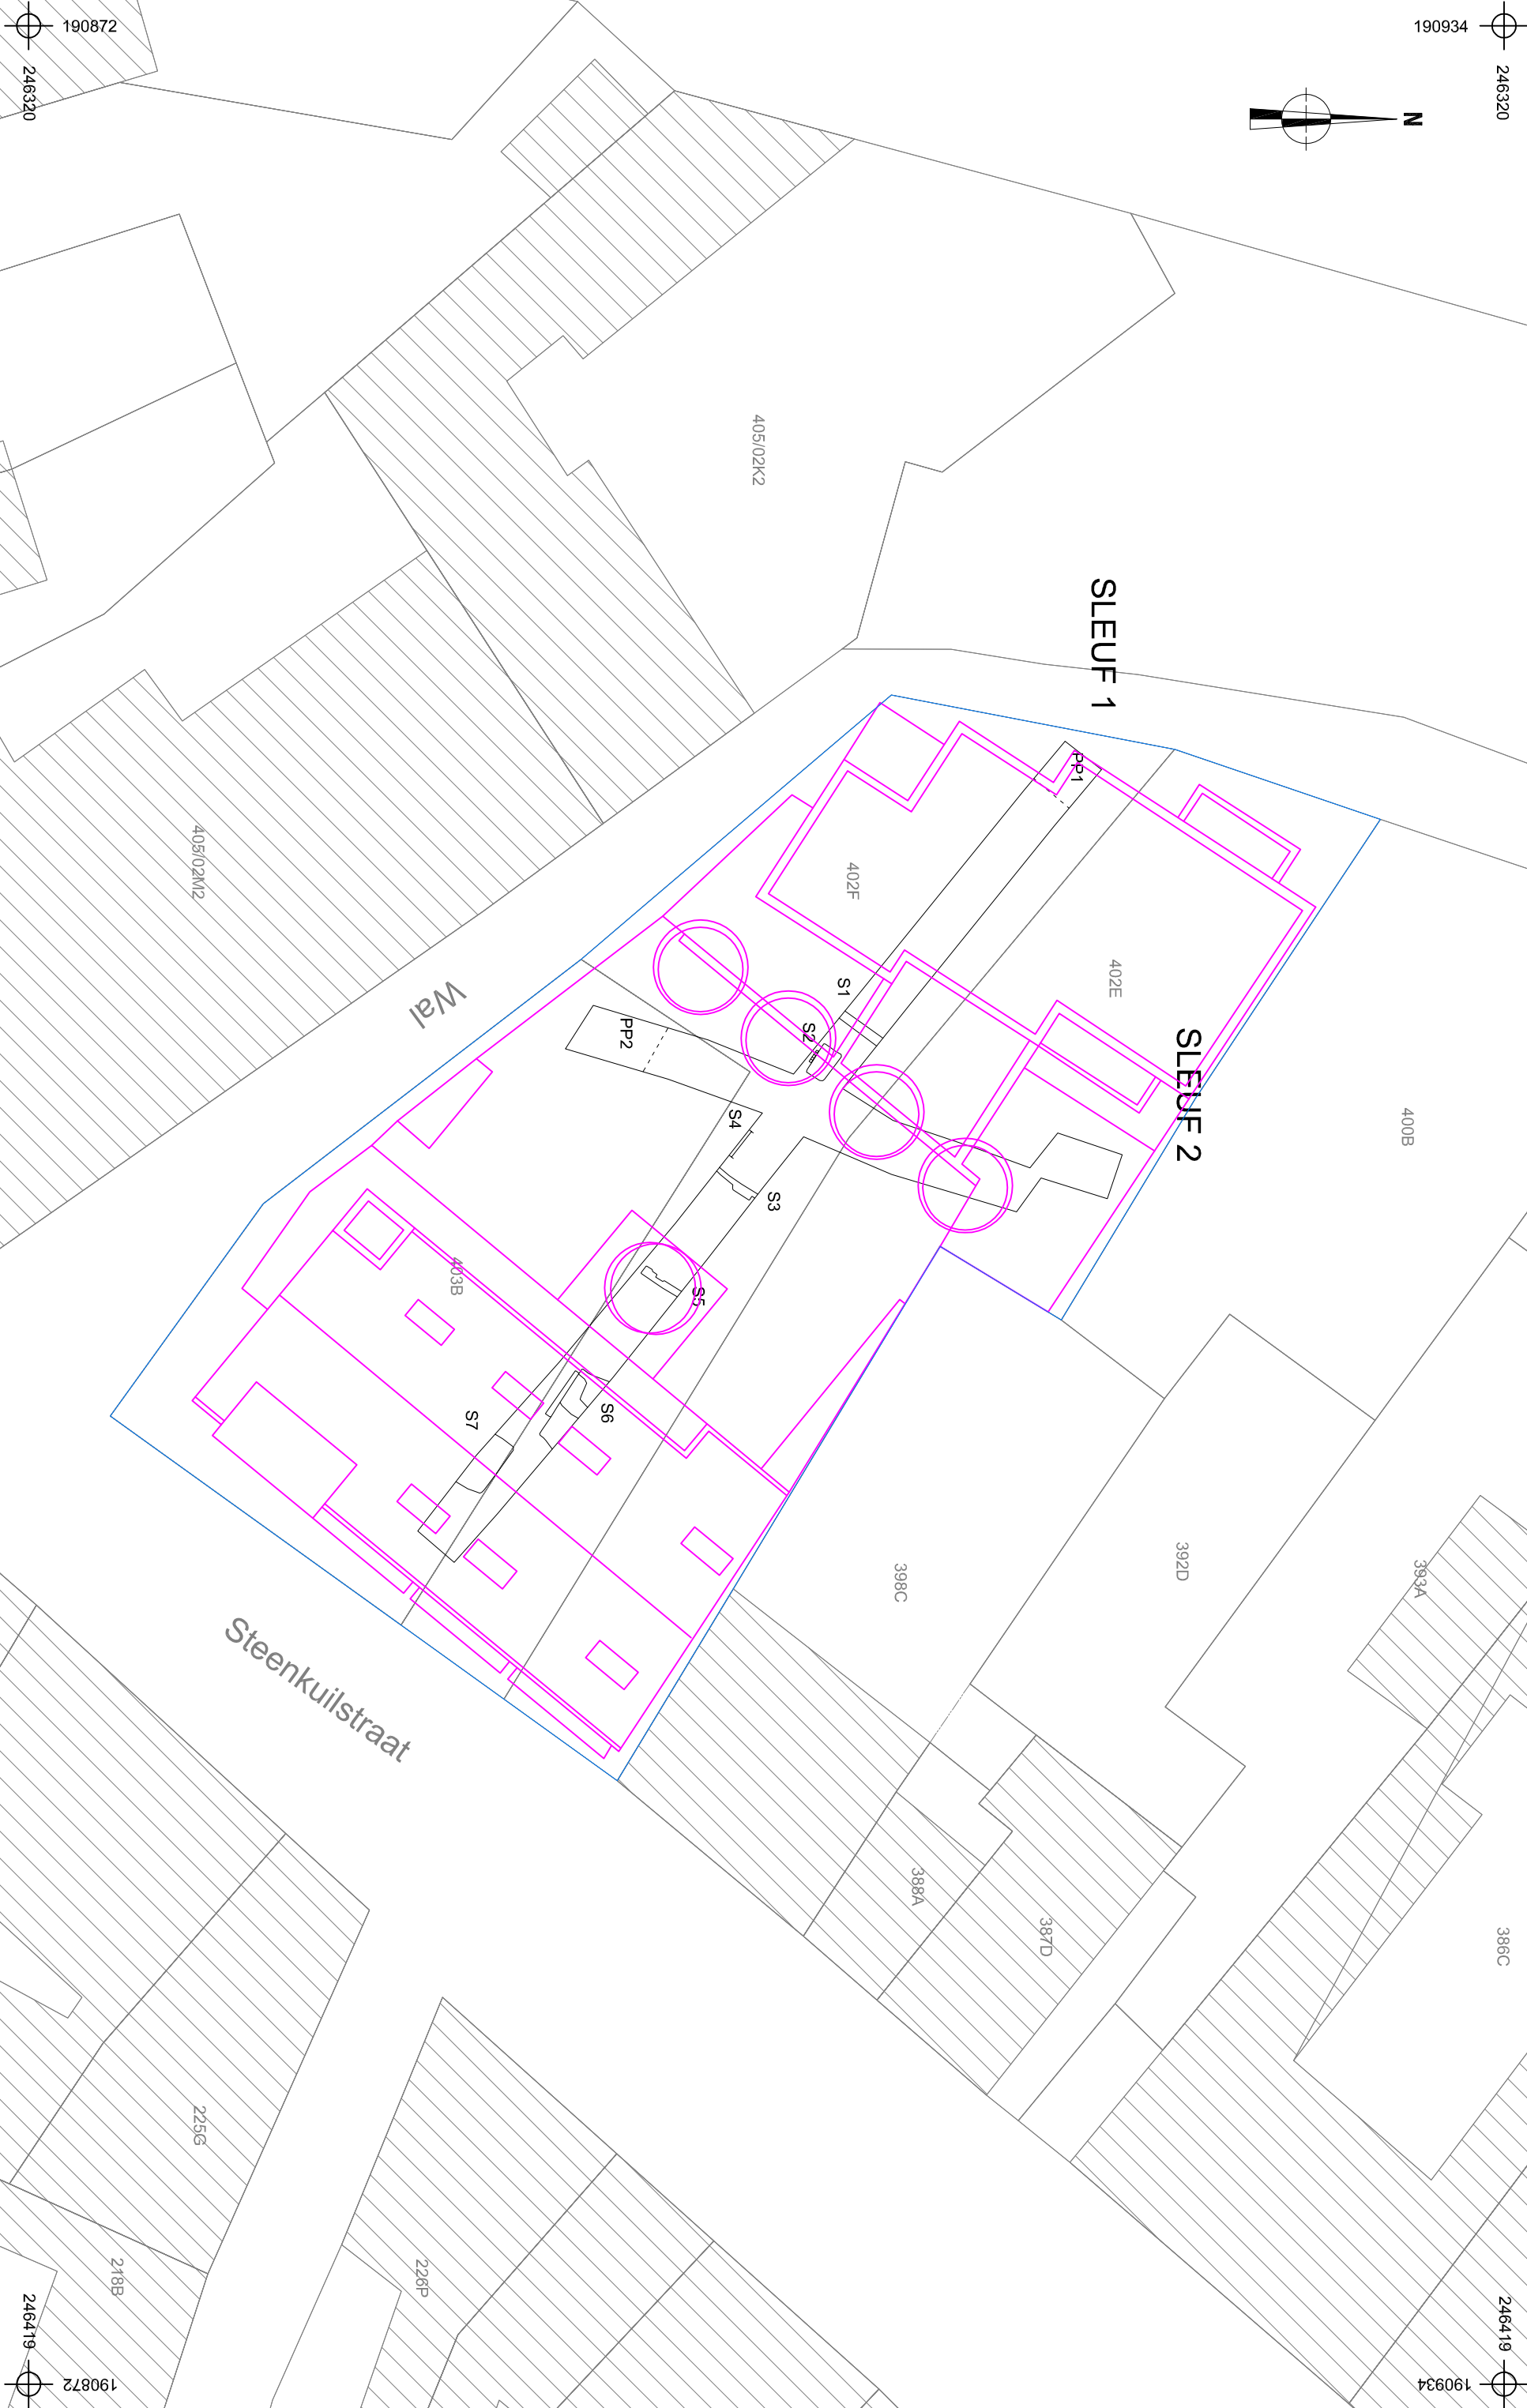 190872
190934
246320
246320
N
405/02K2
SLEUF 1
PP1
405/02M2
402F
402E
Wal
S1
S2
PP2
SLEUF 2
400B
S4
S3
403B
S5
S6
S7
398C
392D
393A
Steenkuilstraat
388A
387D
386C
225G
218B
226P
246419
246419
190872
190934